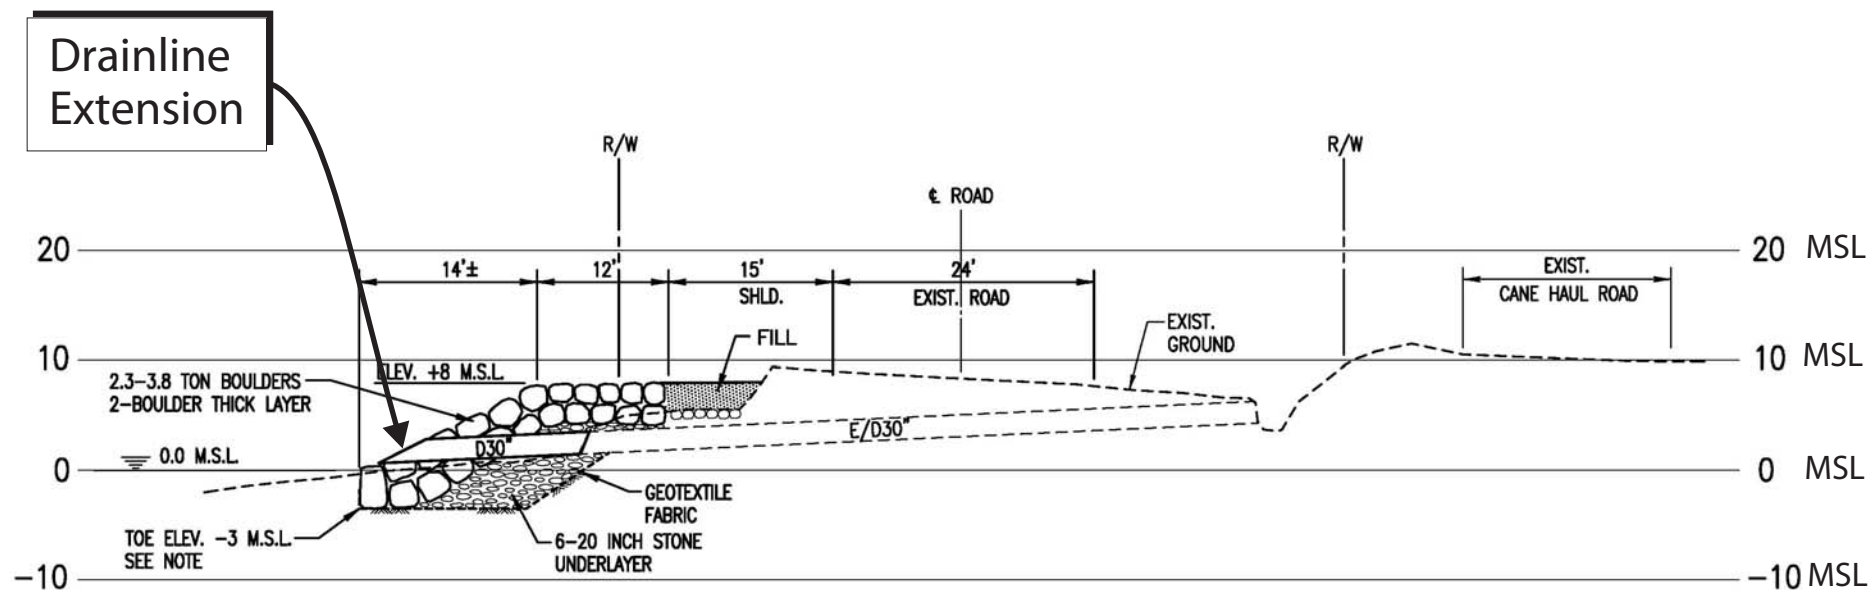 Drainline
Extension
R/W
R/W
℄ ROAD
20
20 MSL
14'±
12'
15'
SHLD.
24'
EXIST. ROAD
EXIST.
CANE HAUL ROAD
FILL
EXIST.
GROUND
10
10 MSL
ELEV. +8 M.S.L.
2.3-3.8 TON BOULDERS
2-BOULDER THICK LAYER
E/D30"
D30"
0.0 M.S.L.
0
0 MSL
GEOTEXTILE
FABRIC
TOE ELEV. -3 M.S.L.
SEE NOTE
6-20 INCH STONE
UNDERLAYER
-10
-10 MSL